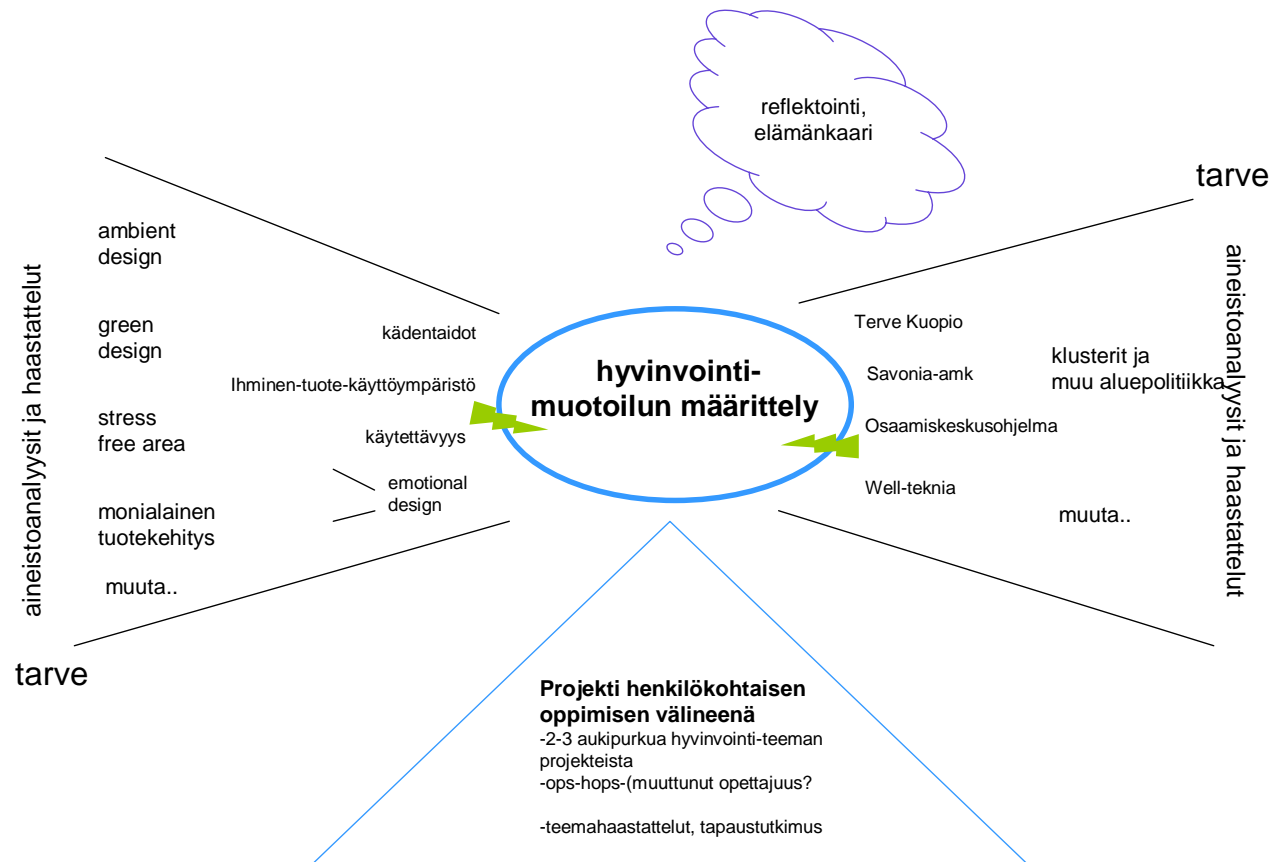 reflektointi,
elämänkaari
tarve
aineistoanalyysit ja haastattelut
ambient
design
green
design
stress
free area
monialainen
tuotekehitys
muuta..
tarve
kädentaidot
Ihminen-tuote-käyttöympäristö
käytettävyys
emotional
design
hyvinvointi-
muotoilun määrittely
Terve Kuopio
Savonia-amk
Osaamiskeskusohjelma
Well-teknia
klusterit ja
muu aluepolitiikka
muuta..
aineistoanalyysit ja haastattelut
Projekti henkilökohtaisen
oppimisen välineenä
-2-3 aukipurkua hyvinvointi-teeman
projekteista
-ops-hops-(muuttunut opettajuus?
-teemahaastattelut, tapaustutkimus